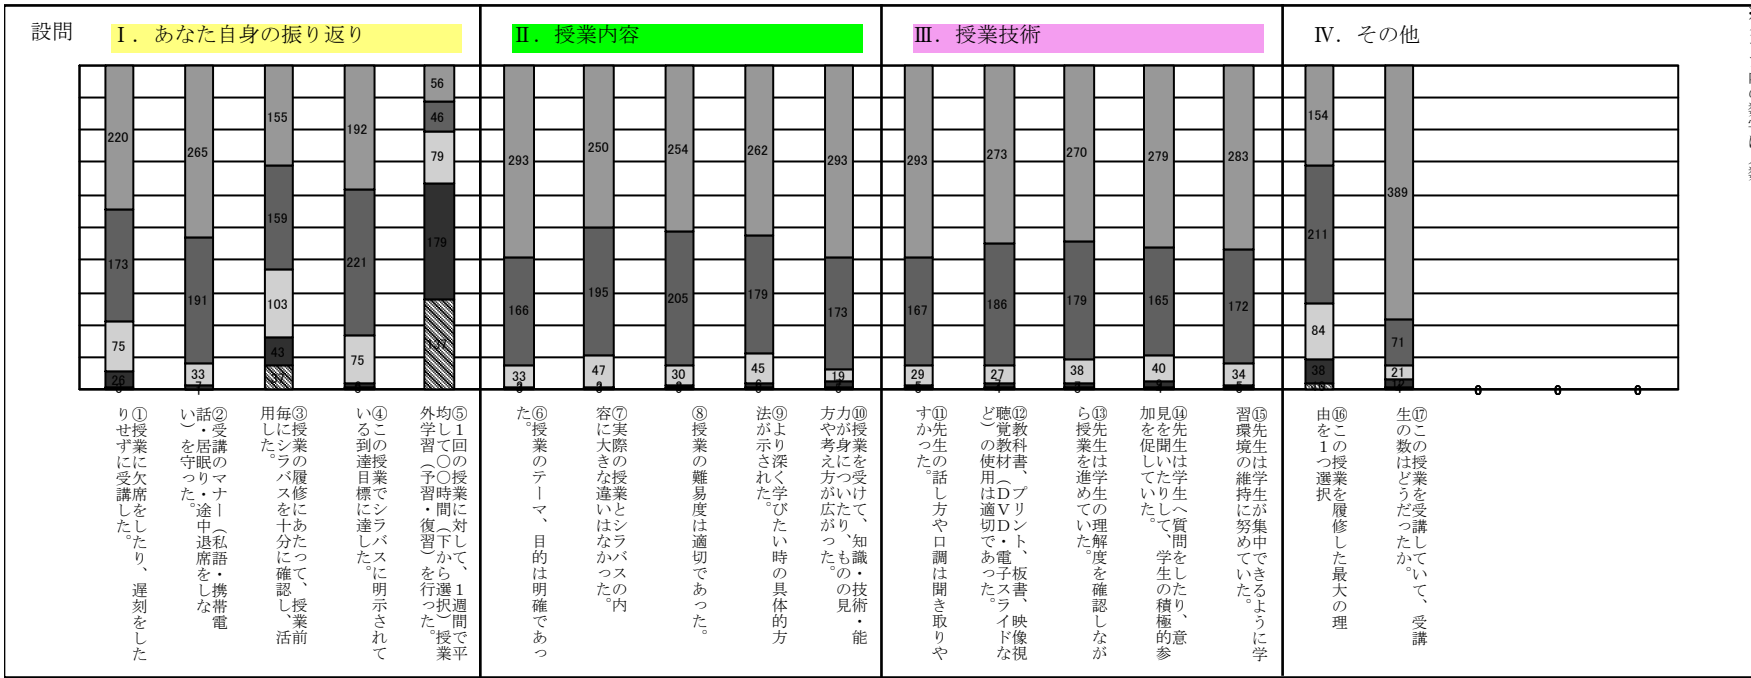 設問
Ⅰ．あなた自身の振り返り
Ⅱ．授業内容
Ⅲ．授業技術
Ⅳ．その他
220
173
75
26
265
191
33
7
1
155
159
103
43
37
192
221
75
56
46
79
179
137
293
166
33
250
195
47
254
205
30
262
179
45
293
173
19
293
167
29
273
186
27
270
179
38
279
165
40
283
172
34
154
211
84
38
389
71
21
0
0
0
①授業に欠席をしたり、遅刻をした
りせずに受講した。
②受講のマナー（私語・携帯電
話・居眠り・途中退席をしな
い）を守った。
③授業の履修にあたって、授業前
毎にシラバスを十分に確認し、活
用した。
④この授業でシラバスに明示されて
いる到達目標に達した。
⑤１回の授業に対して、１週間で平
均して〇〇時間（下から選択）授業
外学習（予習・復習）を行った。
⑥授業のテーマ、目的は明確であっ
た。
⑦実際の授業とシラバスの内
容に大きな違いはなかった。
⑧授業の難易度は適切であった。
⑨より深く学びたい時の具体的方
法が示された。
⑩授業を受けて、知識・技術・能
力が身についたり、ものの見
方や考え方が広がった。
⑪先生の話し方や口調は聞き取りや
すかった。
⑫教科書、プリント、板書、映像視
聴覚教材（ＤＶＤ・電子スライドな
ど）の使用は適切であった。
⑬先生は学生の理解度を確認しなが
ら授業を進めていた。
⑭先生は学生へ質問をしたり、意
見を聞いたりして、学生の積極的参
加を促していた。
⑮先生は学生が集中できるように学
習環境の維持に努めていた。
⑯この授業を履修した最大の理
由を１つ選択
⑰この授業を受講していて、受講
生の数はどうだったか。